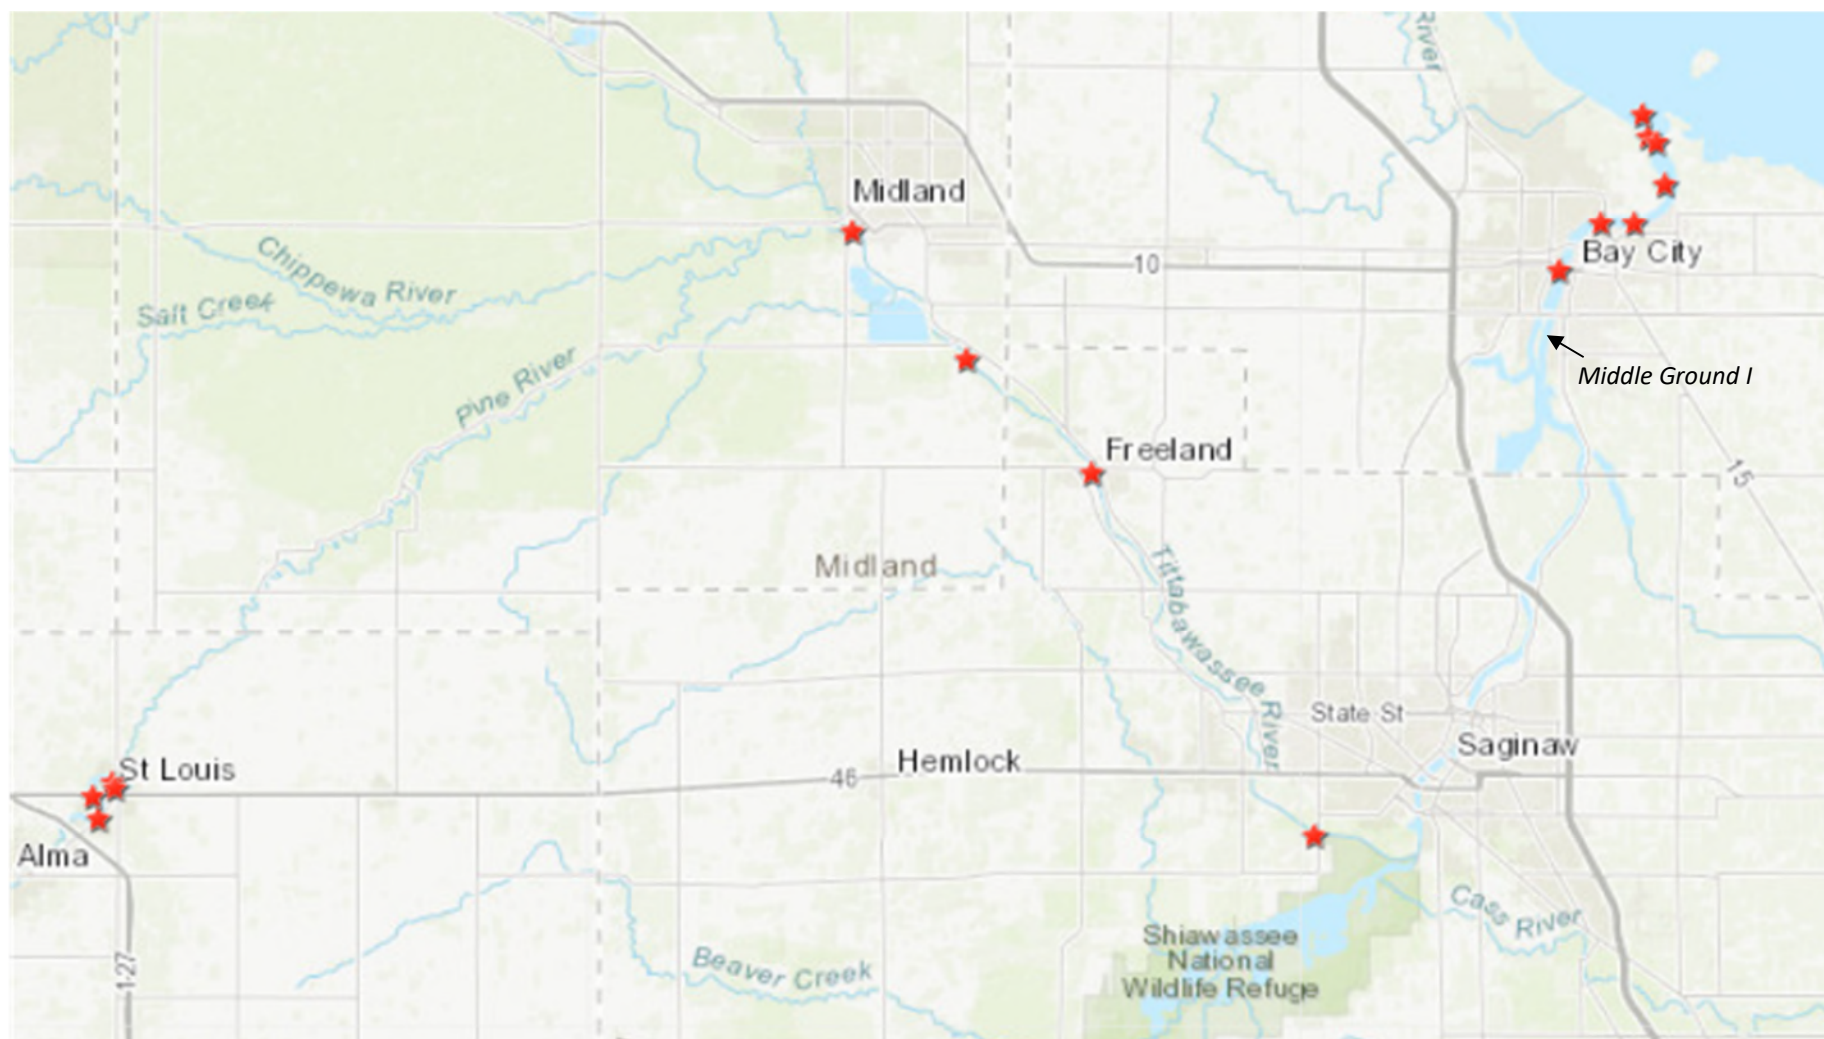 River
Midland
Chippewa River
Salt Creek
10
Bay City
Pine River
Middle Ground I
Freeland
15
Midland
Tittabawassee River
State St
Saginaw
Hemlock
46
St Louis
Alma
Cass River
Shiawassee
National
Wildlife Refuge
Beaver Creek
127